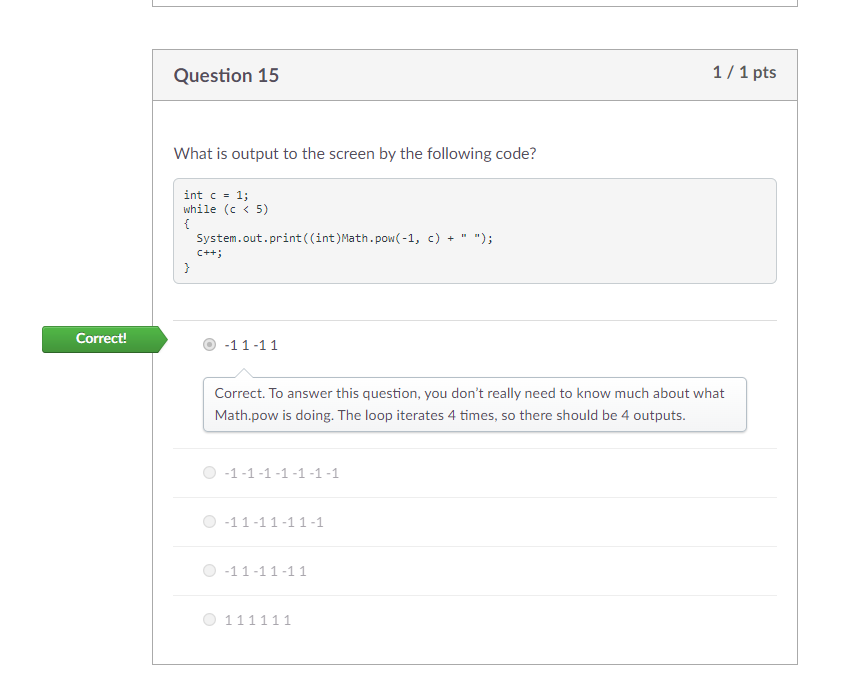 Question 15
1 / 1 pts
What is output to the screen by the following code?
int c = 1;
while (c < 5)
{
  System.out.print((int)Math.pow(-1, c) + " ");
  c++;
}
Correct!
-1 1 -1 1
Correct. To answer this question, you don't really need to know much about what
Math.pow is doing. The loop iterates 4 times, so there should be 4 outputs.
-1 -1 -1 -1 -1 -1 -1
-1 1 -1 1 -1 1 -1
-1 1 -1 1 -1 1
1 1 1 1 1 1